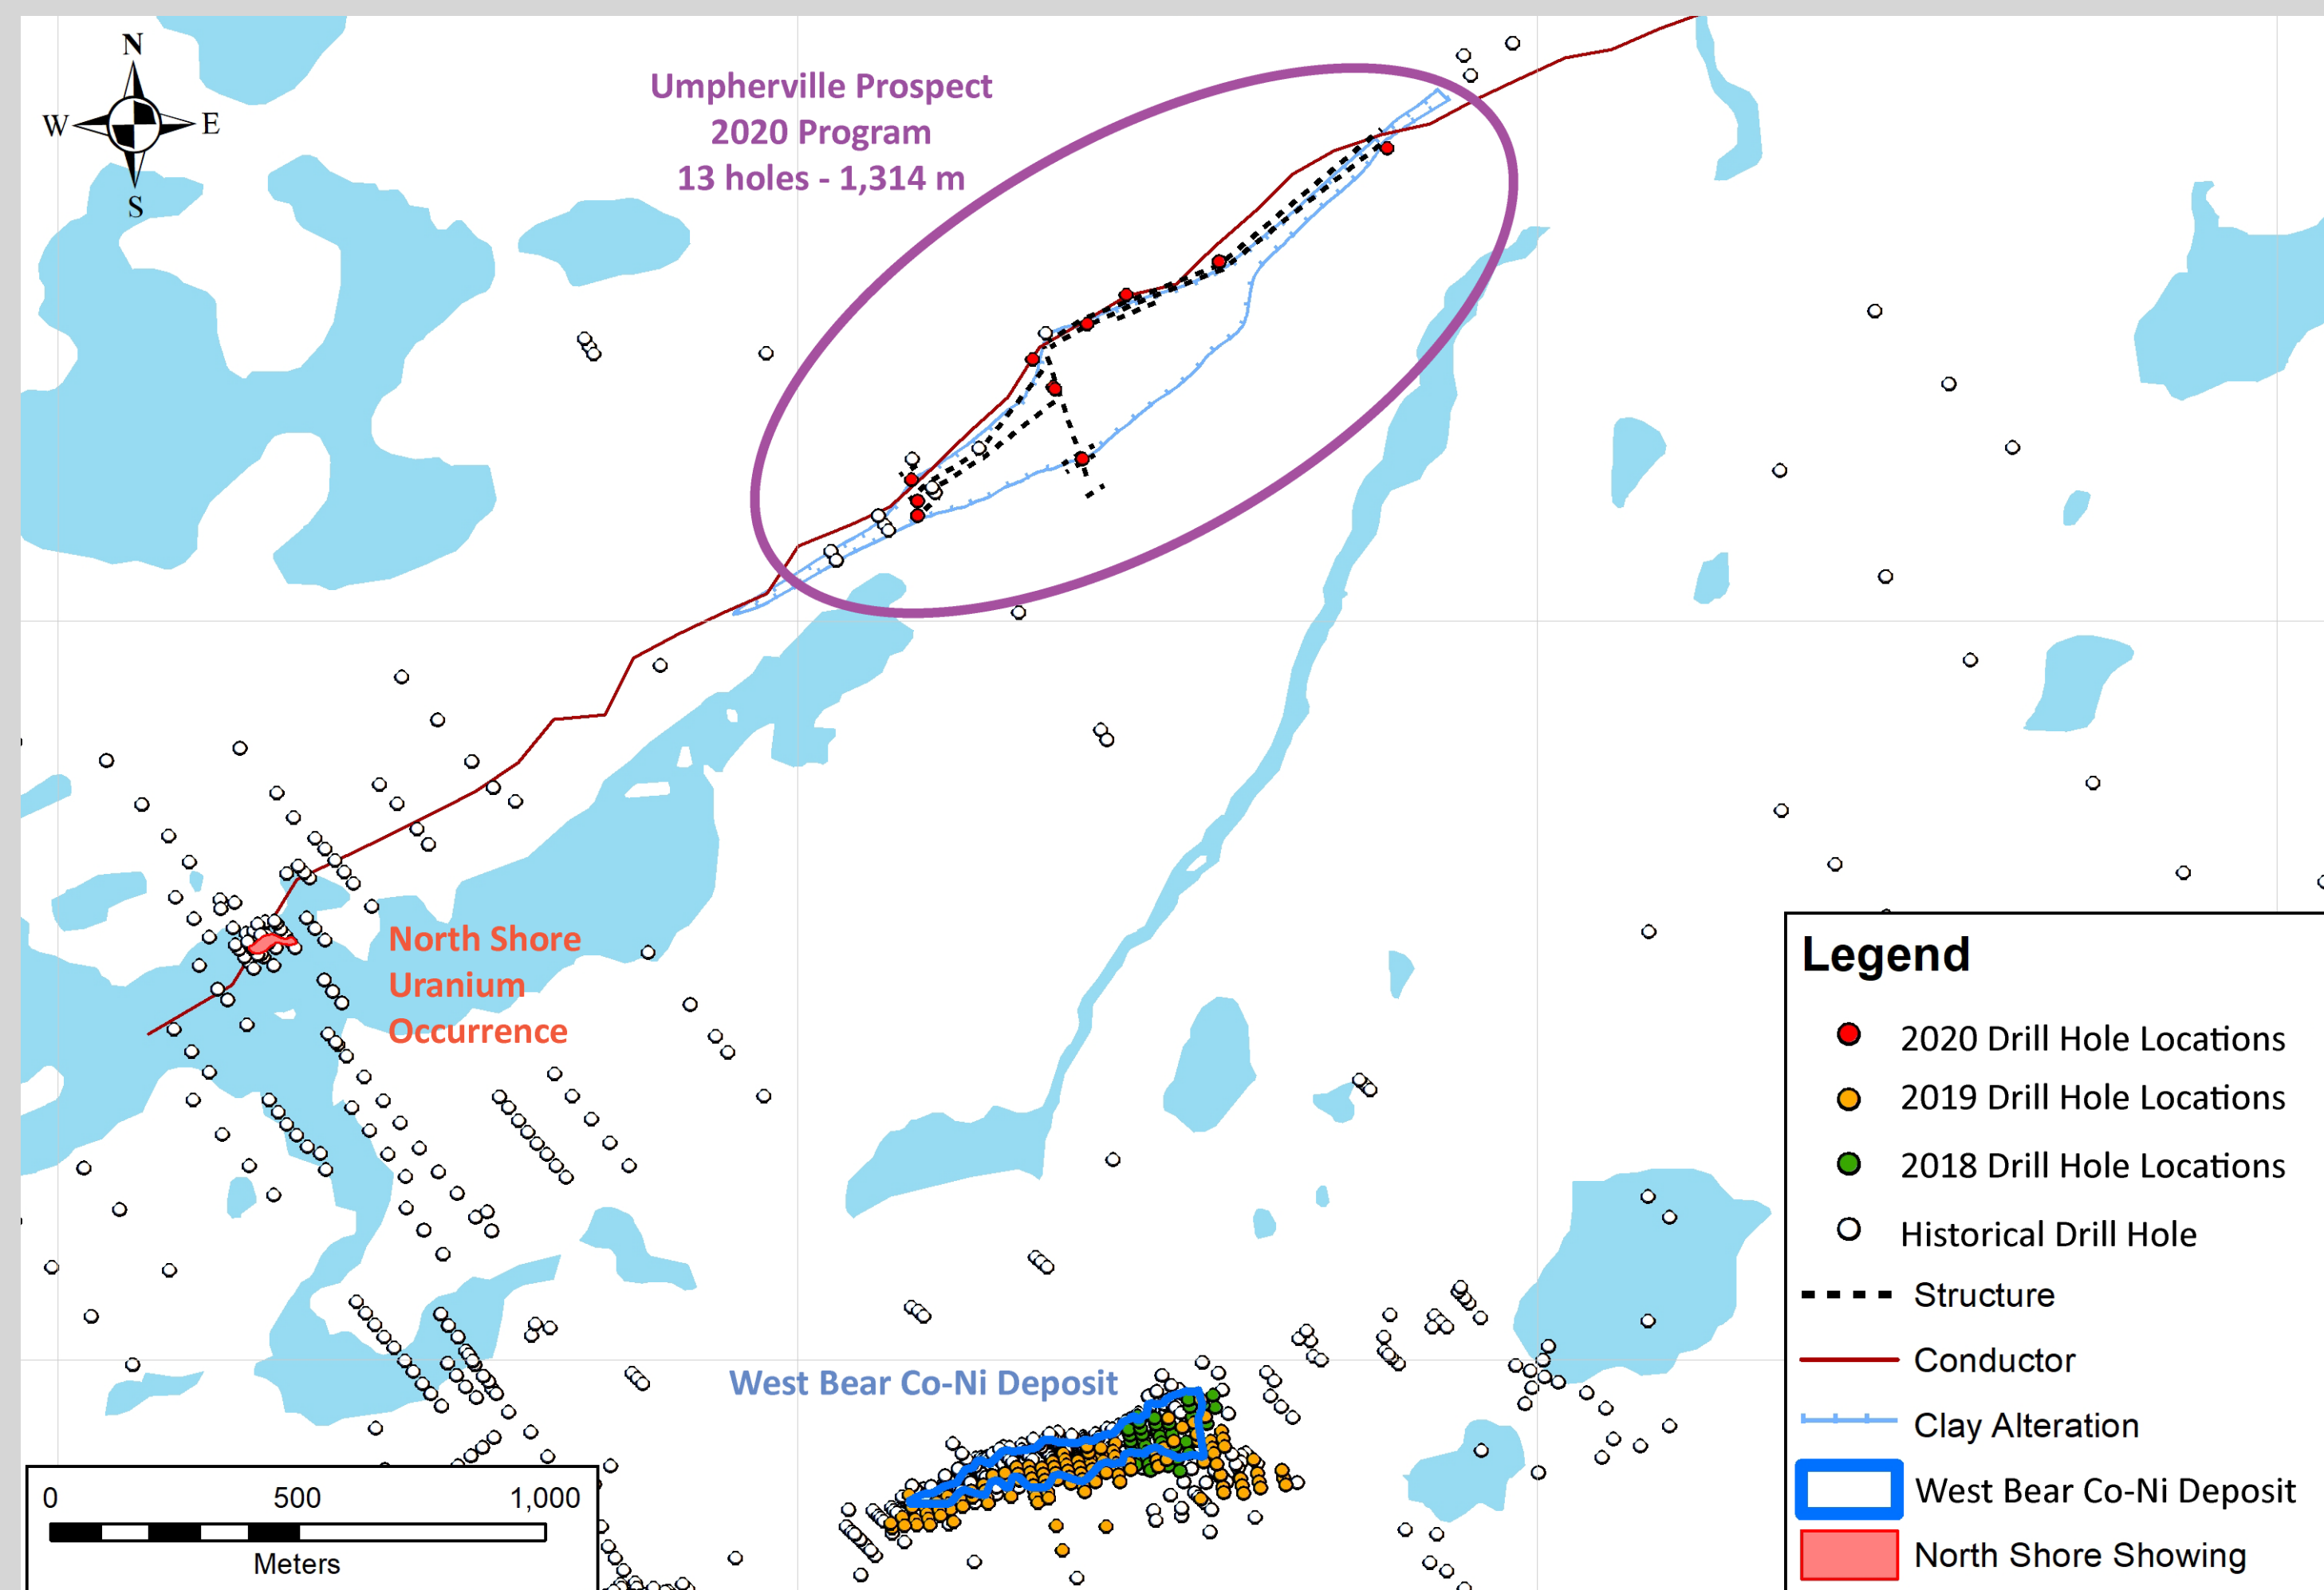 N
W E
S
Umpherville Prospect
2020 Program
13 holes - 1,314 m
North Shore
Uranium
Occurrence
West Bear Co-Ni Deposit
Legend
2020 Drill Hole Locations
2019 Drill Hole Locations
2018 Drill Hole Locations
Historical Drill Hole
Structure
Conductor
Clay Alteration
West Bear Co-Ni Deposit
North Shore Showing
0 500 1,000
Meters